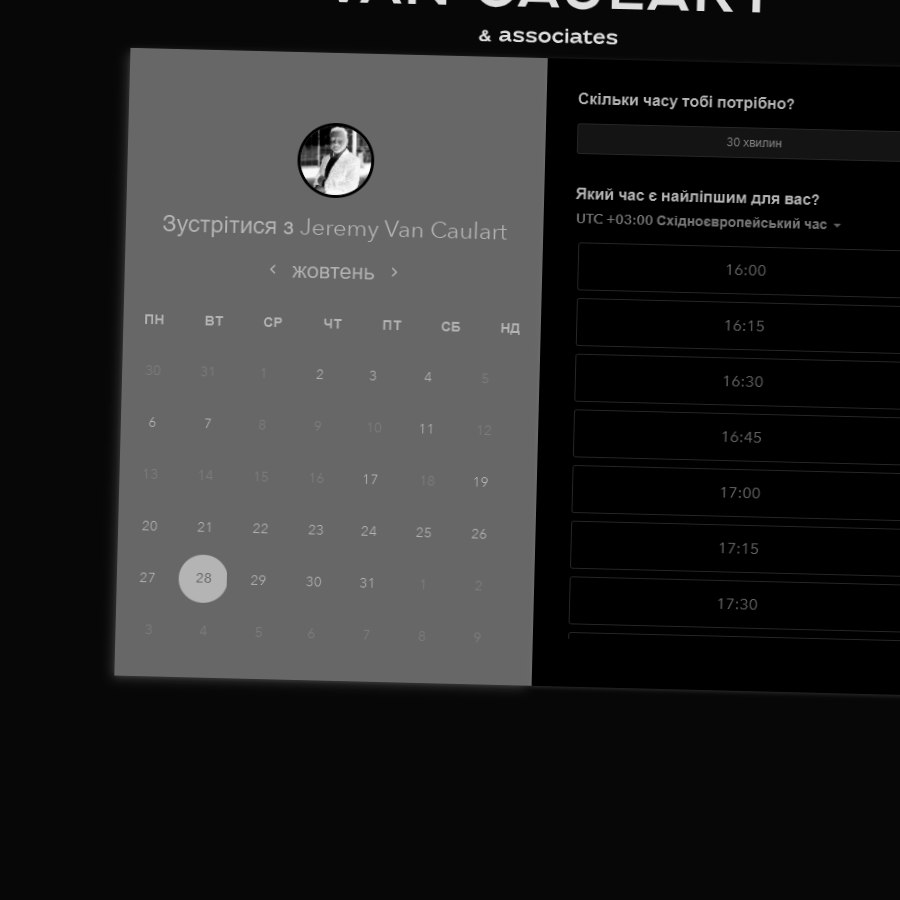 VAN CAULART
& associates
Зустрітися з Jeremy Van Caulart
жовтень
ПН ВТ СР ЧТ ПТ СБ НД
30 31 1 2 3 4 5
6 7 8 9 10 11 12
13 14 15 16 17 18 19
20 21 22 23 24 25 26
27 28 29 30 31 1 2
3 4 5 6 7 8 9
Скільки часу тобі потрібно?
30 хвилин
Який час є найліпшим для вас?
UTC +03:00 Східноєвропейський час
16:00
16:15
16:30
16:45
17:00
17:15
17:30